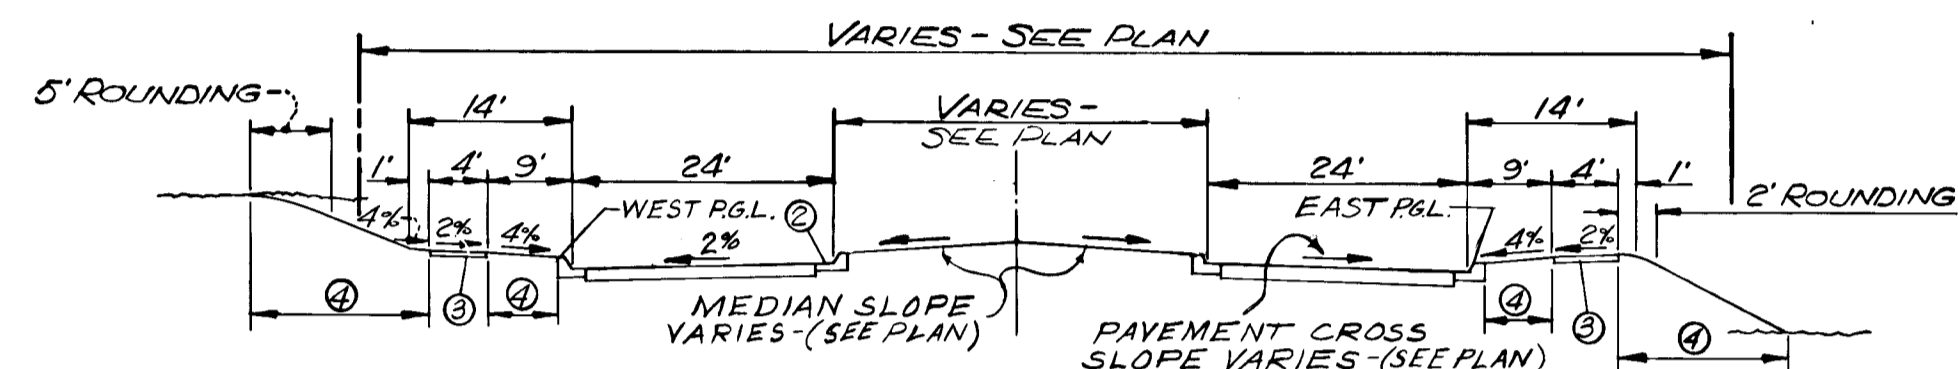 VARIES - SEE PLAN
5' ROUNDING
14'
VARIES -
SEE PLAN
14'
1' 4' 9' 24' 24' 9' 4' 1'
2' ROUNDING
WEST P.G.L. ②
EAST P.G.L.
4% 2% 4% 2% 4% 2%
④ ③ ④
MEDIAN SLOPE
VARIES-(SEE PLAN)
PAVEMENT CROSS
SLOPE VARIES-(SEE PLAN)
④ ③ ④